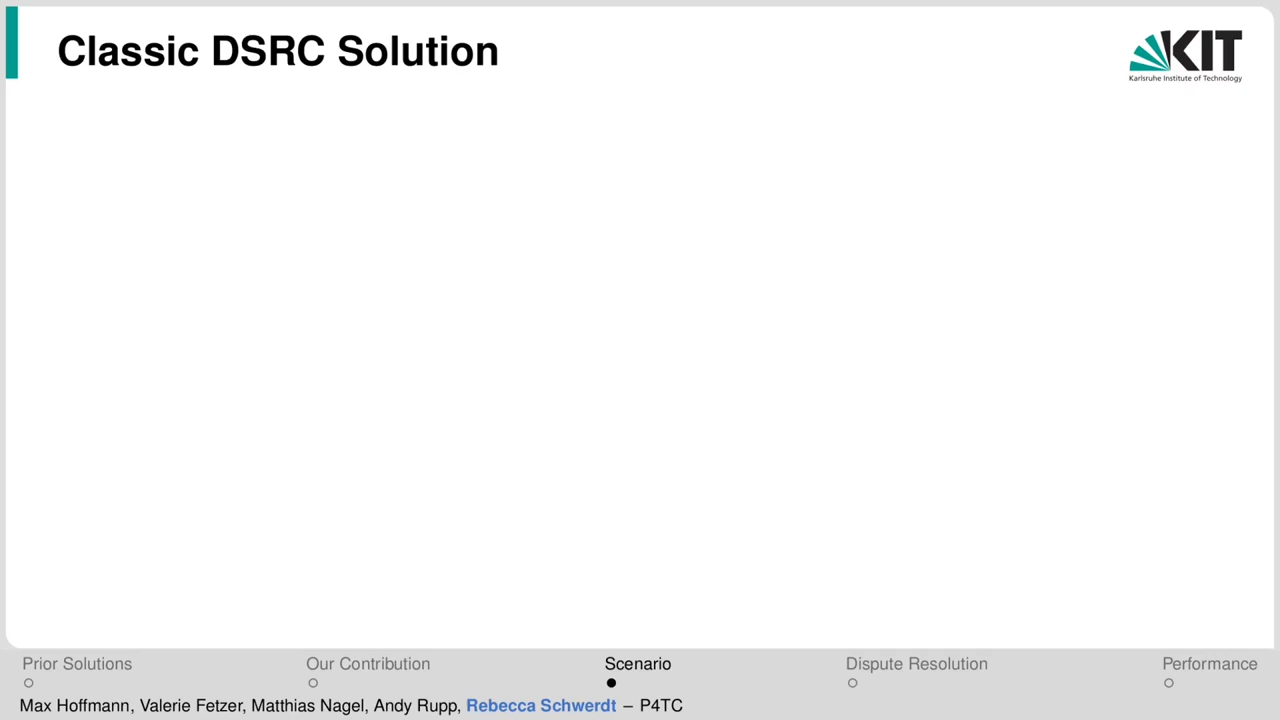 Classic DSRC Solution
KIT
Karlsruhe Institute of Technology
Prior Solutions
Our Contribution
Scenario
Dispute Resolution
Performance
Max Hoffmann, Valerie Fetzer, Matthias Nagel, Andy Rupp, Rebecca Schwerdt – P4TC